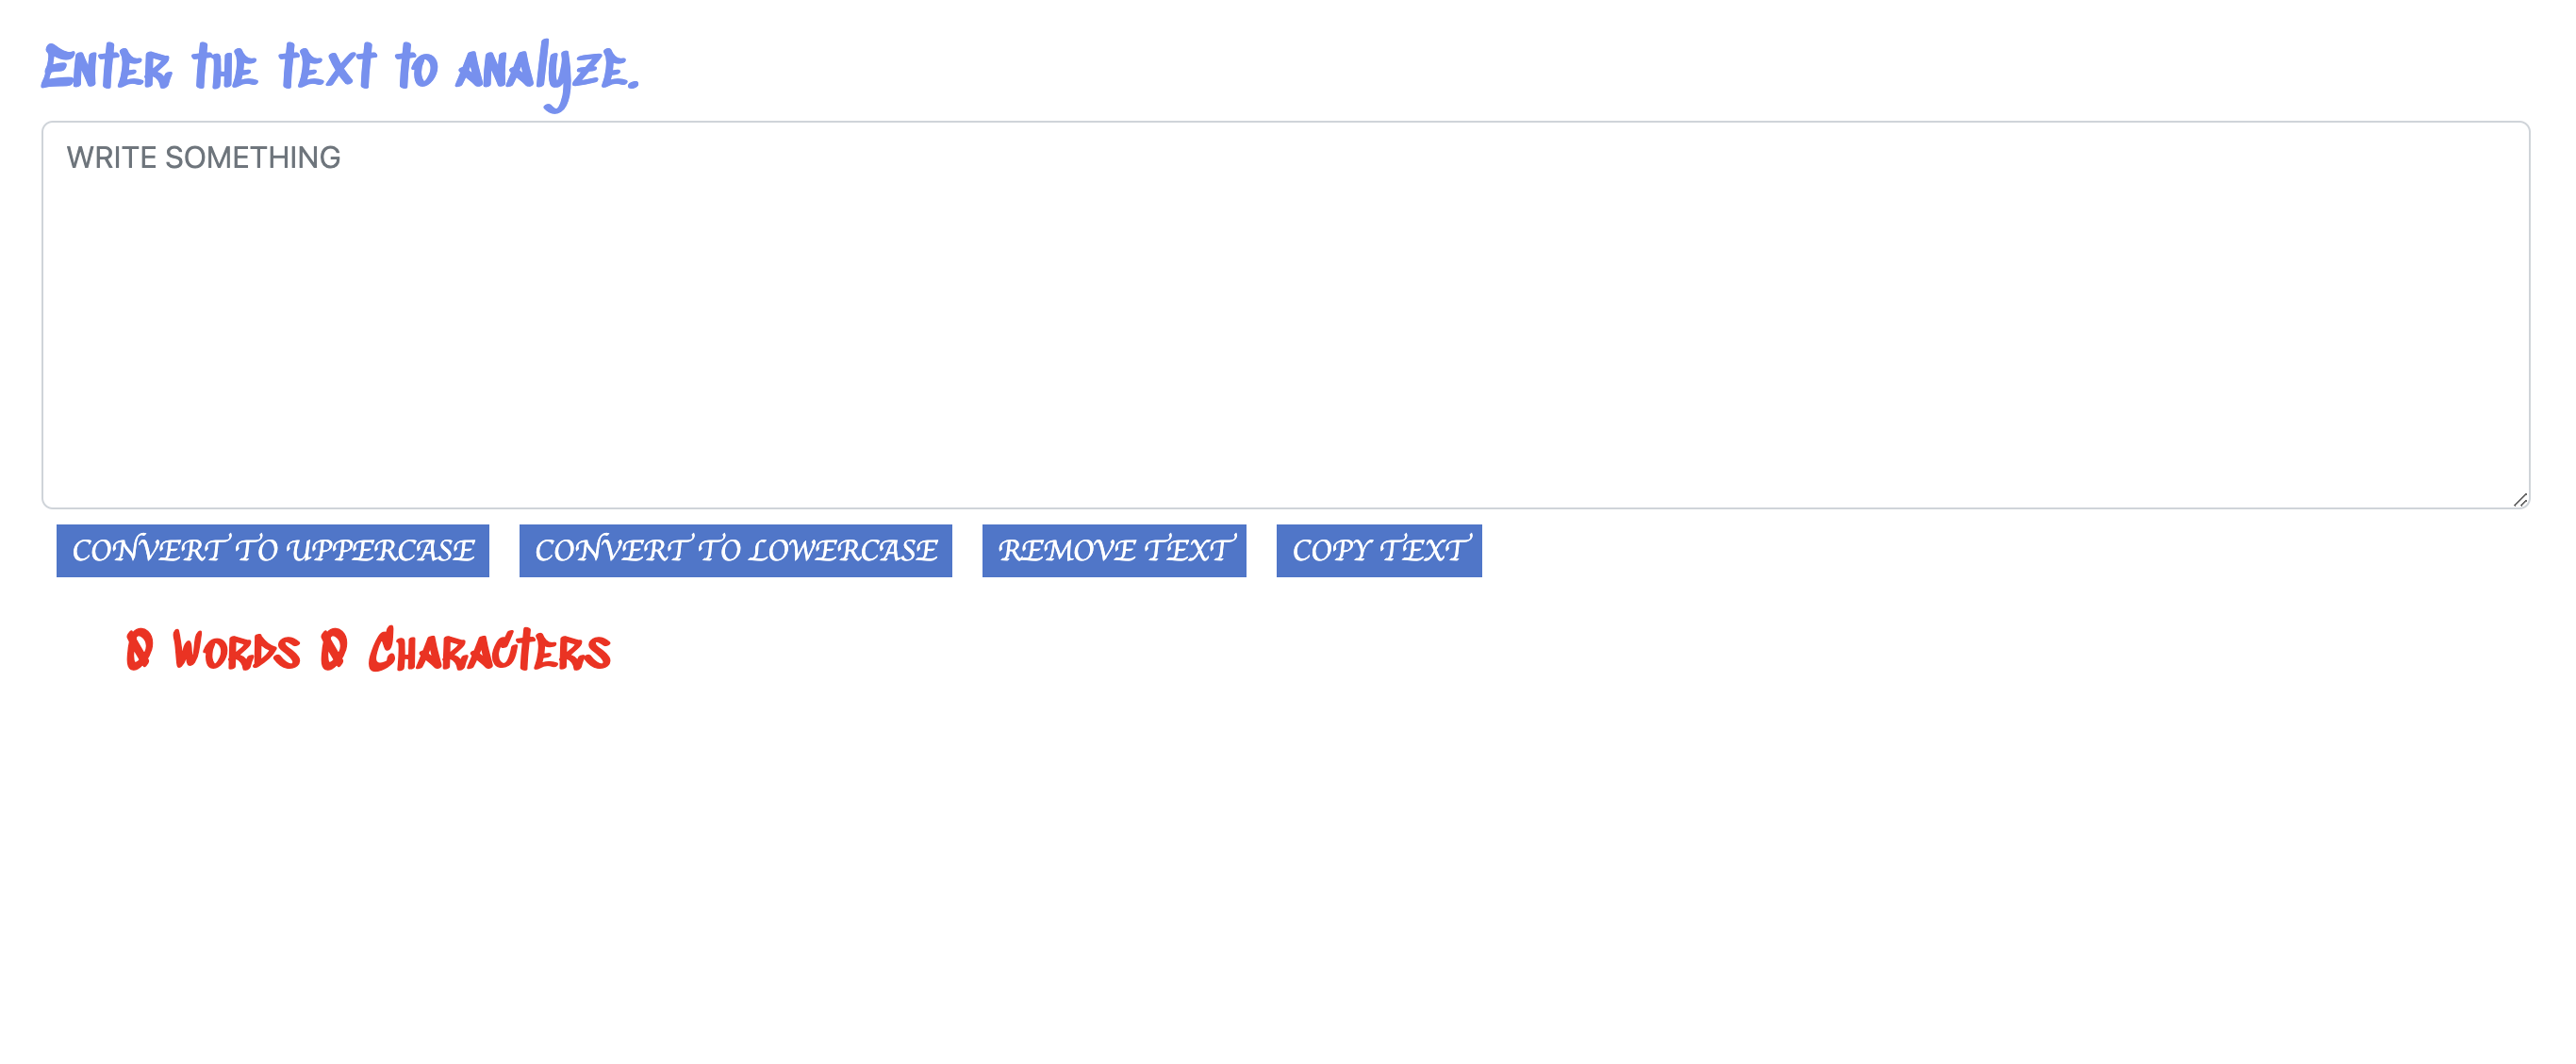 Enter the text to analyze.
WRITE SOMETHING
CONVERT TO UPPERCASE CONVERT TO LOWERCASE REMOVE TEXT COPY TEXT
0 Words 0 Characters